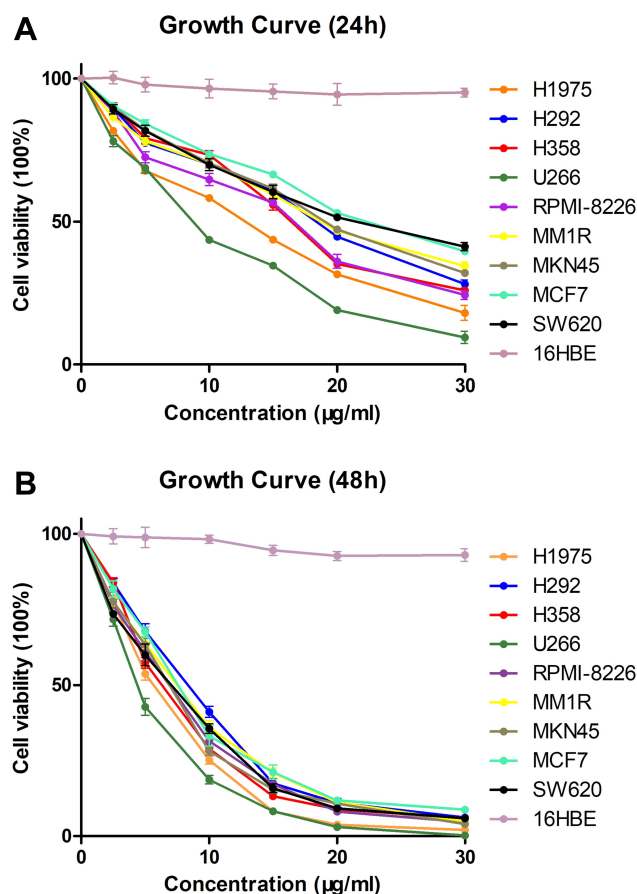 A
Growth Curve (24h)
Cell viability (100%)
100
50
0
0 10 20 30
Concentration (µg/ml)
H1975
H292
H358
U266
RPMI-8226
MM1R
MKN45
MCF7
SW620
16HBE
B
Growth Curve (48h)
Cell viability (100%)
100
50
0
0 10 20 30
Concentration (µg/ml)
H1975
H292
H358
U266
RPMI-8226
MM1R
MKN45
MCF7
SW620
16HBE